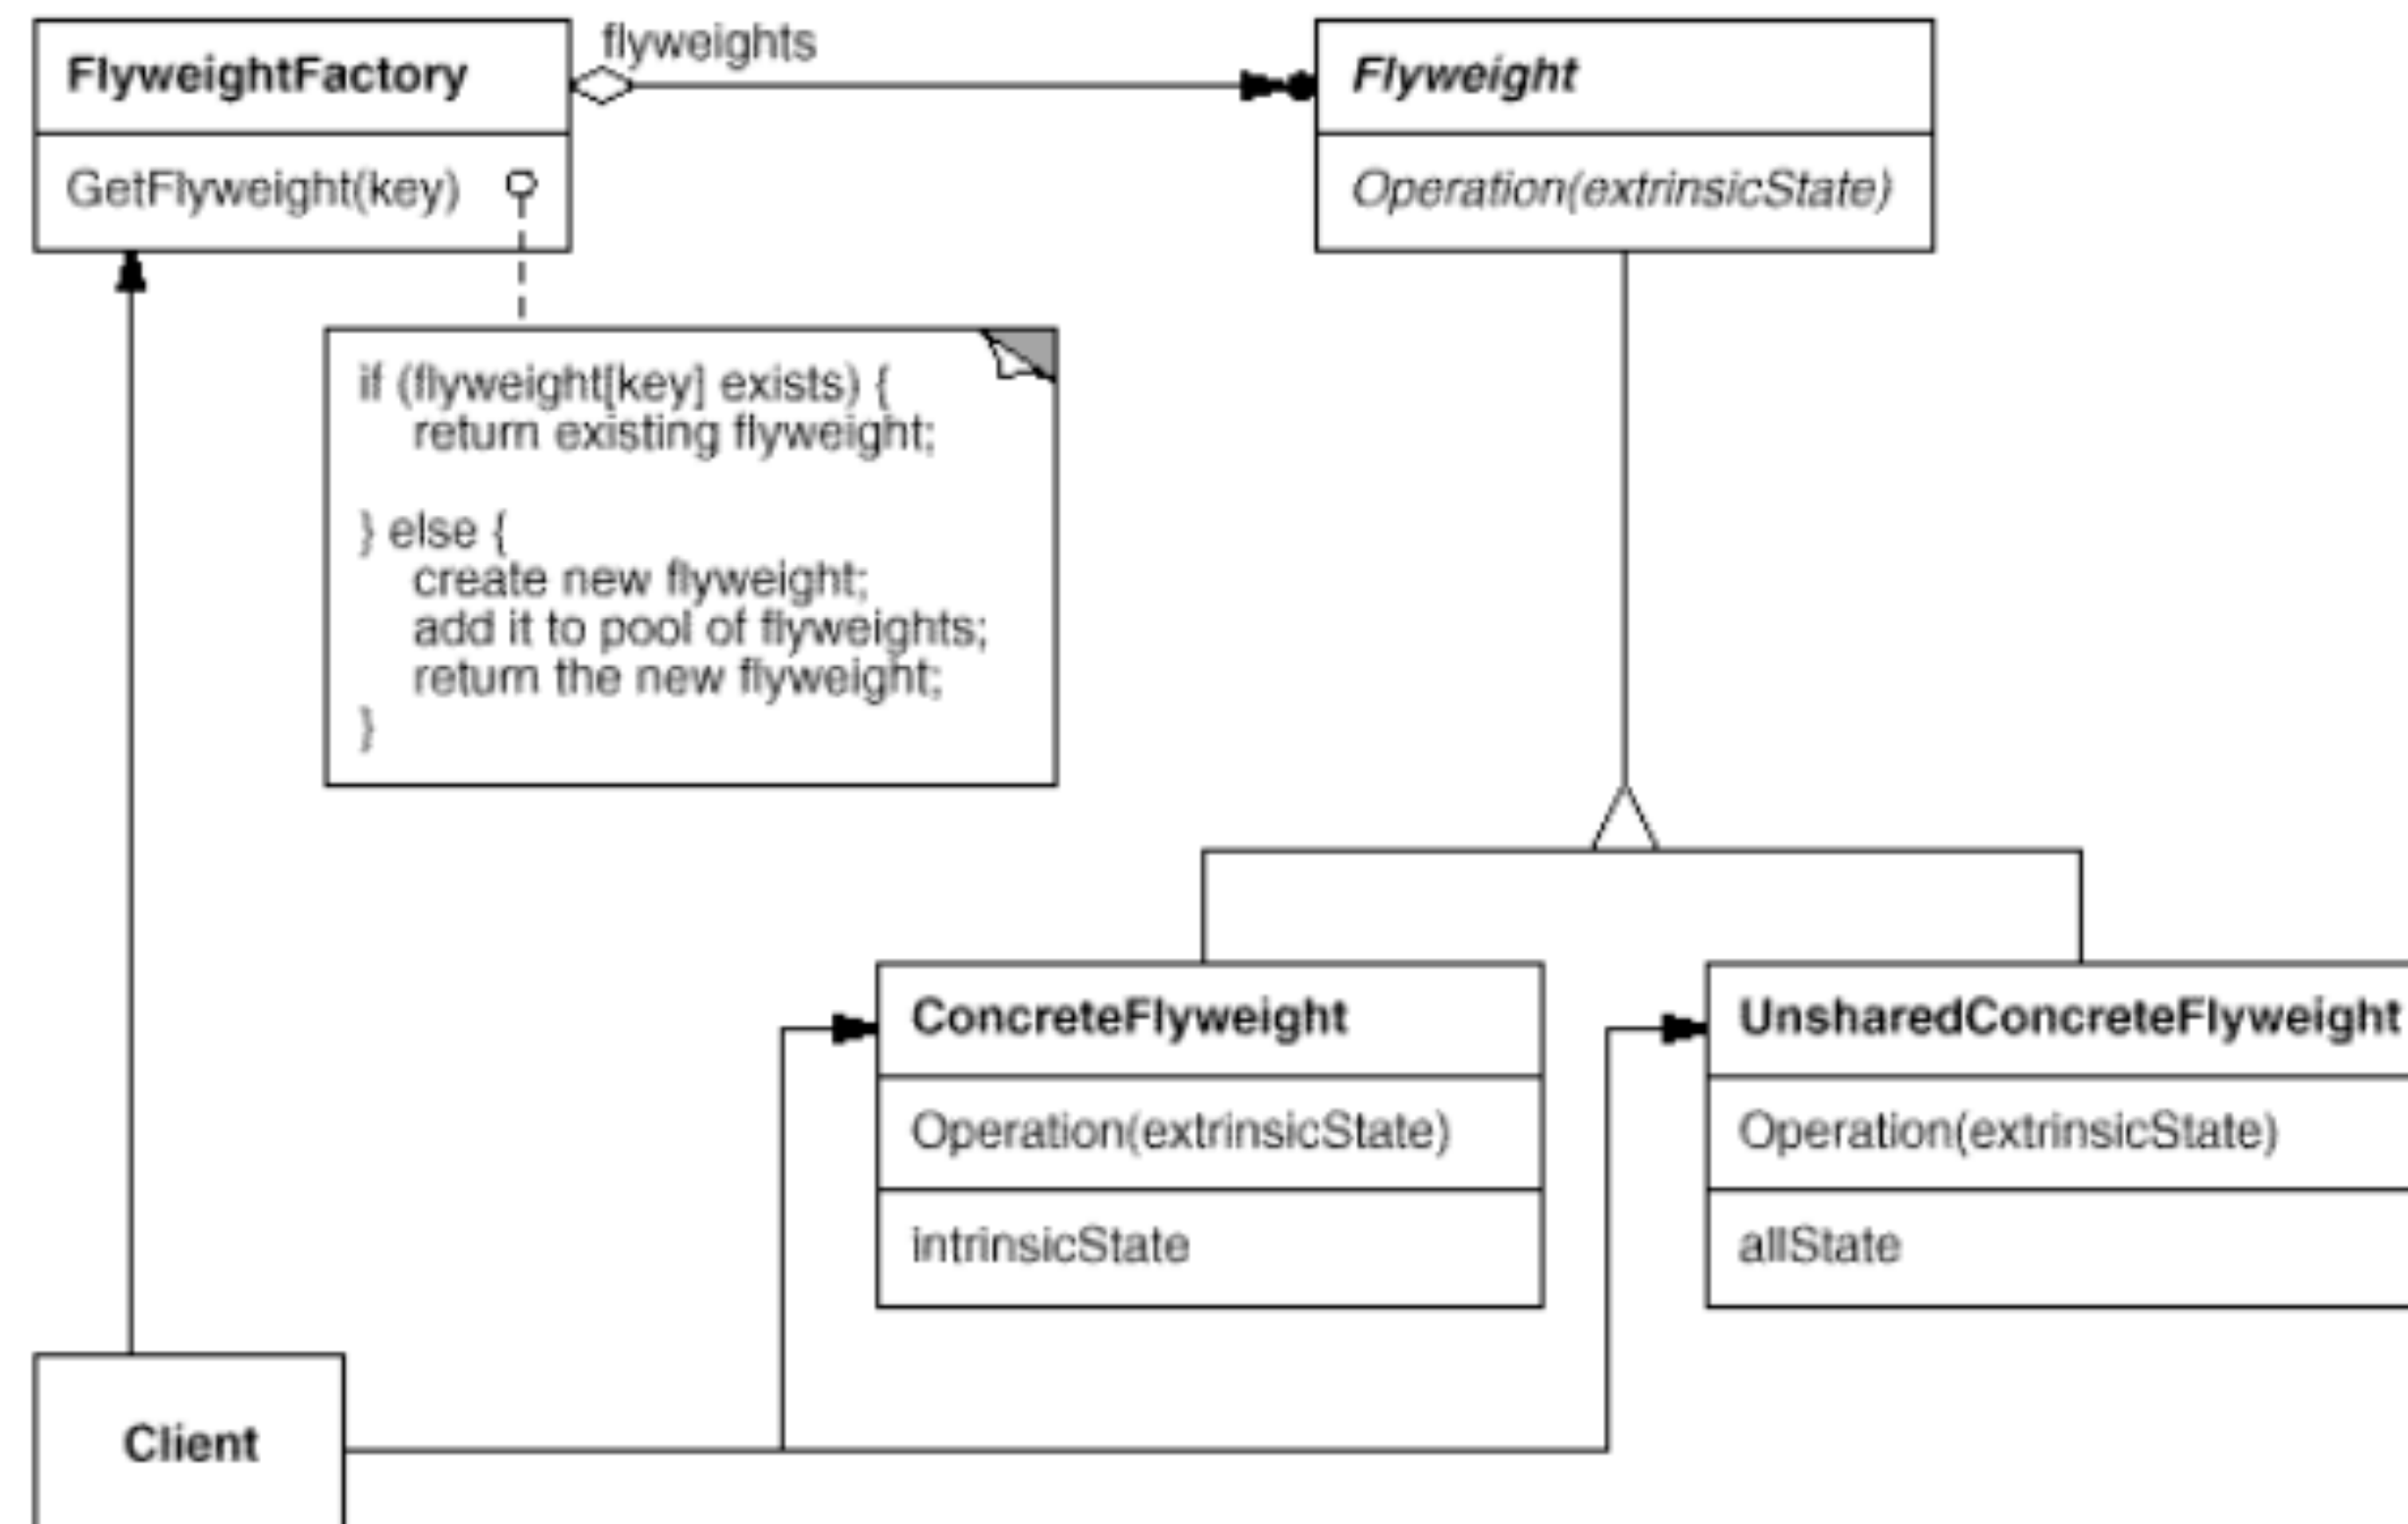 FlyweightFactory
flyweights
Flyweight
GetFlyweight(key)
Operation(extrinsicState)
if (flyweight[key] exists) {
return existing flyweight;
} else {
create new flyweight;
add it to pool of flyweights;
return the new flyweight;
}
ConcreteFlyweight
Operation(extrinsicState)
intrinsicState
UnsharedConcreteFlyweight
Operation(extrinsicState)
allState
Client